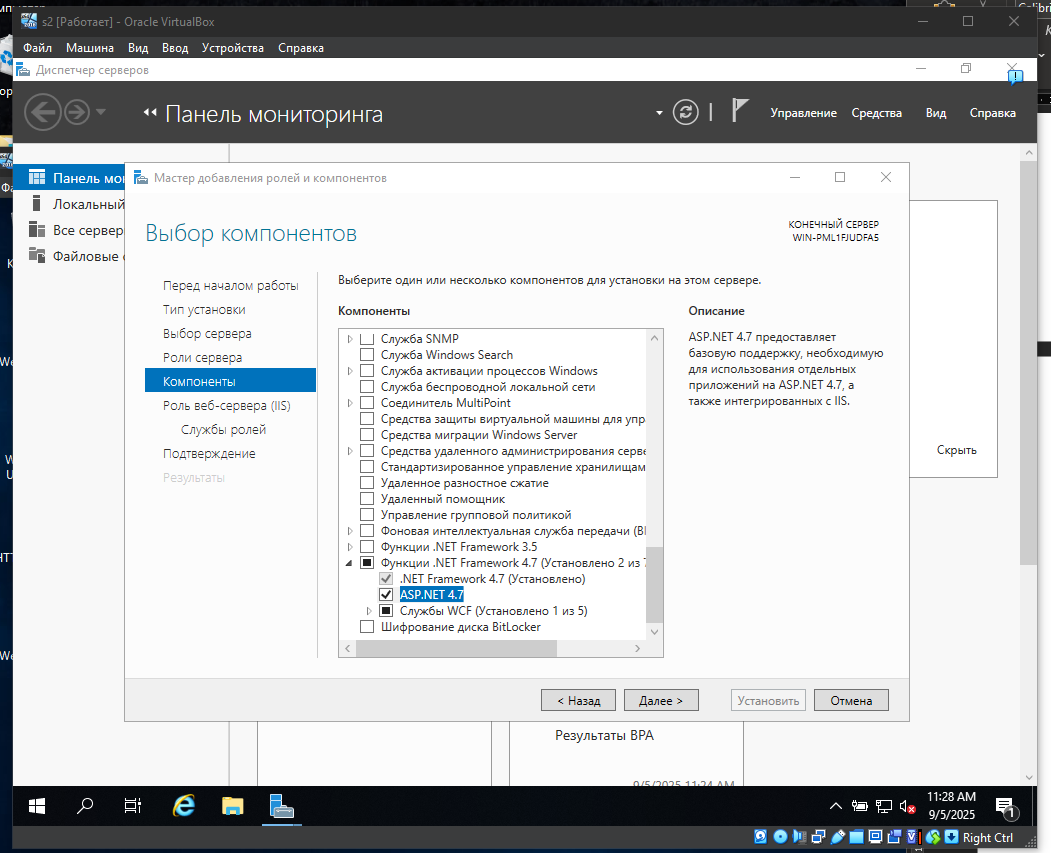 s2 [Работает] - Oracle VirtualBox
Файл Машина Вид Ввод Устройства Справка
Диспетчер серверов
Панель мониторинга
Управление Средства Вид Справка
Панель мо
Локальный
Все сервер
Файловые
Мастер добавления ролей и компонентов
Выбор компонентов
КОНЕЧНЫЙ СЕРВЕР
WIN-PML1FJUDFA5
Перед началом работы
Тип установки
Выбор сервера
Роли сервера
Компоненты
Роль веб-сервера (IIS)
Службы ролей
Подтверждение
Результаты
Выберите один или несколько компонентов для установки на этом сервере.
Компоненты
Служба SNMP
Служба Windows Search
Служба активации процессов Windows
Служба беспроводной локальной сети
Соединитель MultiPoint
Средства защиты виртуальной машины для упр
Средства миграции Windows Server
Средства удаленного администрирования серве
Стандартизированное управление хранилищам
Удаленное разностное сжатие
Удаленный помощник
Управление групповой политикой
Фоновая интеллектуальная служба передачи (BI
Функции .NET Framework 3.5
Функции .NET Framework 4.7 (Установлено 2 из 7
.NET Framework 4.7 (Установлено)
ASP.NET 4.7
Службы WCF (Установлено 1 из 5)
Шифрование диска BitLocker
Описание
ASP.NET 4.7 предоставляет
базовую поддержку, необходимую
для использования отдельных
приложений на ASP.NET 4.7, а
также интегрированных с IIS.
Скрыть
< Назад Далее > Установить Отмена
Результаты BPA
9/5/2025 11:24 AM
11:28 AM
9/5/2025
1
Right Ctrl